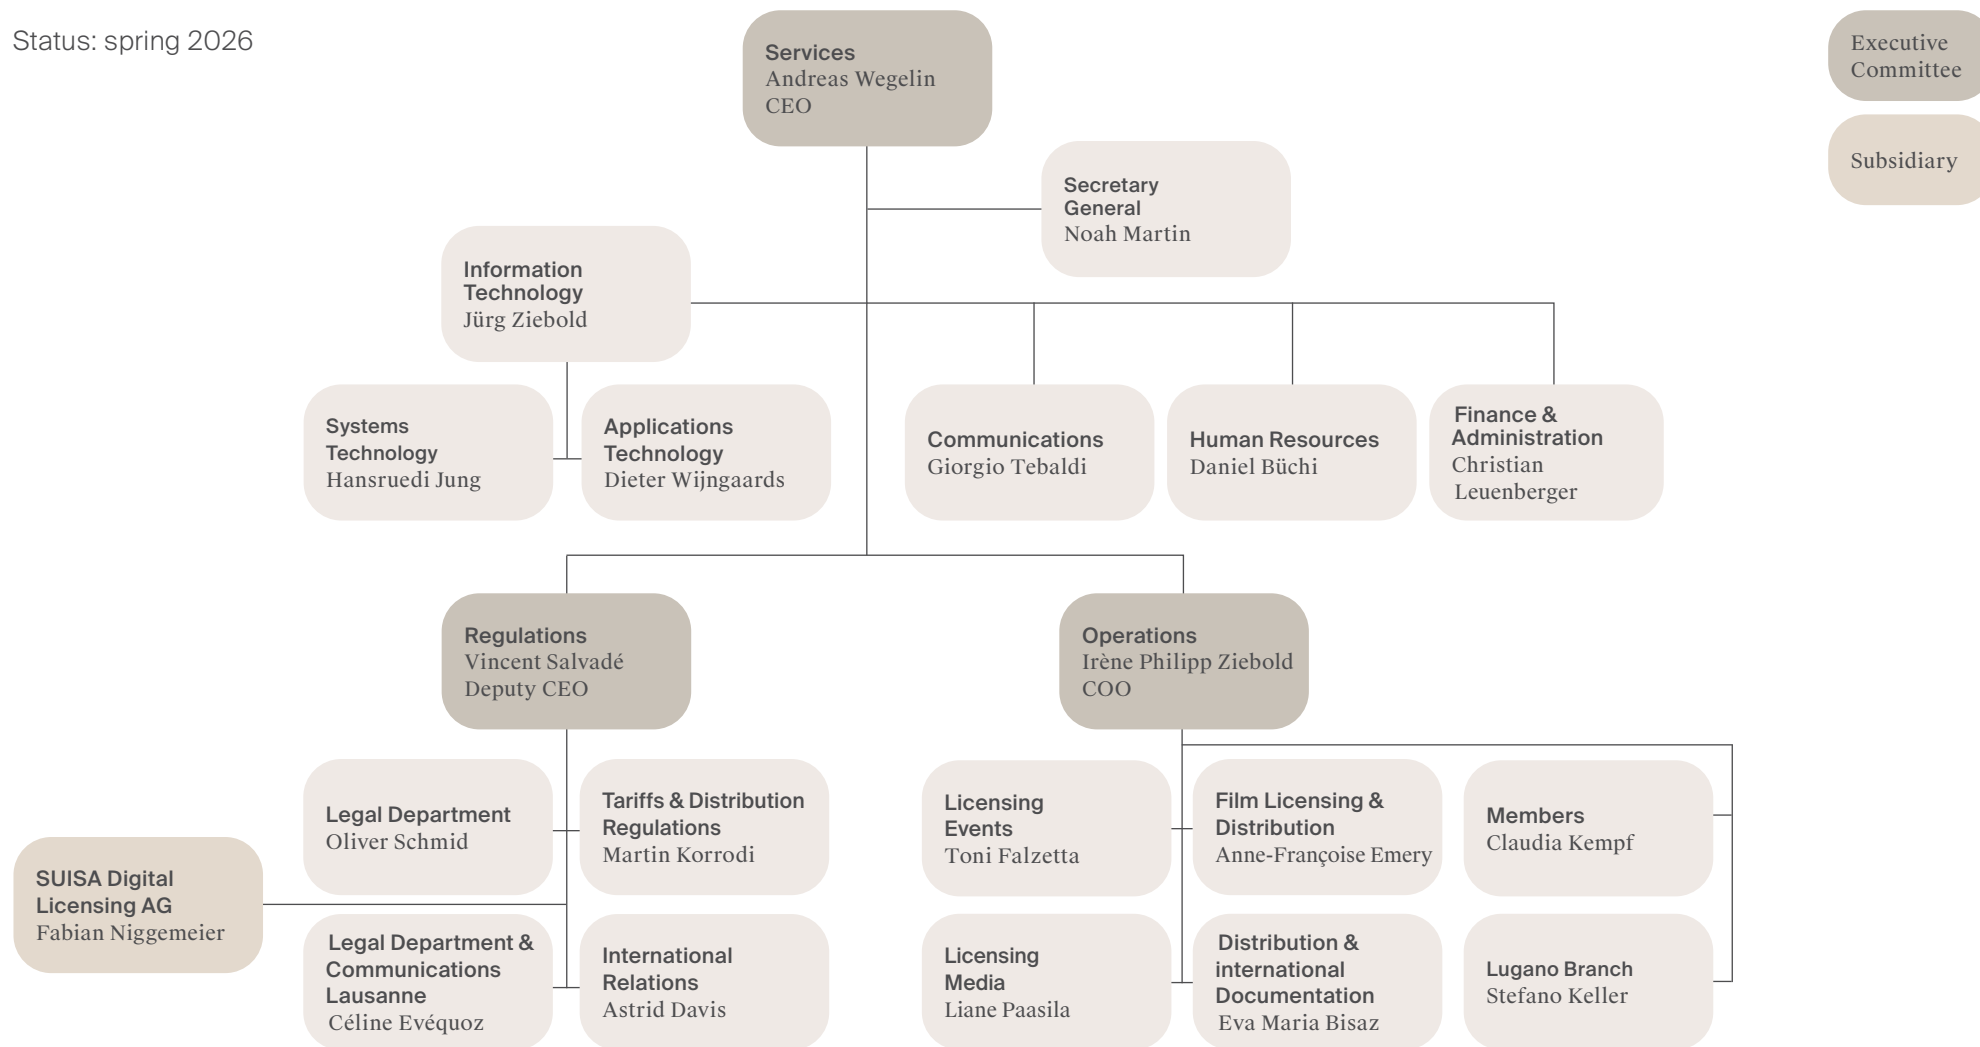 Status: spring 2026
Services
Andreas Wegelin
CEO
Executive
Committee
Subsidiary
Secretary
General
Noah Martin
Information
Technology
Jürg Ziebold
Systems
Technology
Hansruedi Jung
Applications
Technology
Dieter Wijngaards
Communications
Giorgio Tebaldi
Human Resources
Daniel Büchi
Finance &
Administration
Christian
Leuenberger
Regulations
Vincent Salvadé
Deputy CEO
Operations
Irène Philipp Ziebold
COO
Legal Department
Oliver Schmid
Tariffs & Distribution
Regulations
Martin Korrodi
SUISA Digital
Licensing AG
Fabian Niggemeier
Legal Department &
Communications
Lausanne
Céline Evéquoz
International
Relations
Astrid Davis
Licensing
Events
Toni Falzetta
Film Licensing &
Distribution
Anne-Françoise Emery
Members
Claudia Kempf
Licensing
Media
Liane Paasila
Distribution &
international
Documentation
Eva Maria Bisaz
Lugano Branch
Stefano Keller